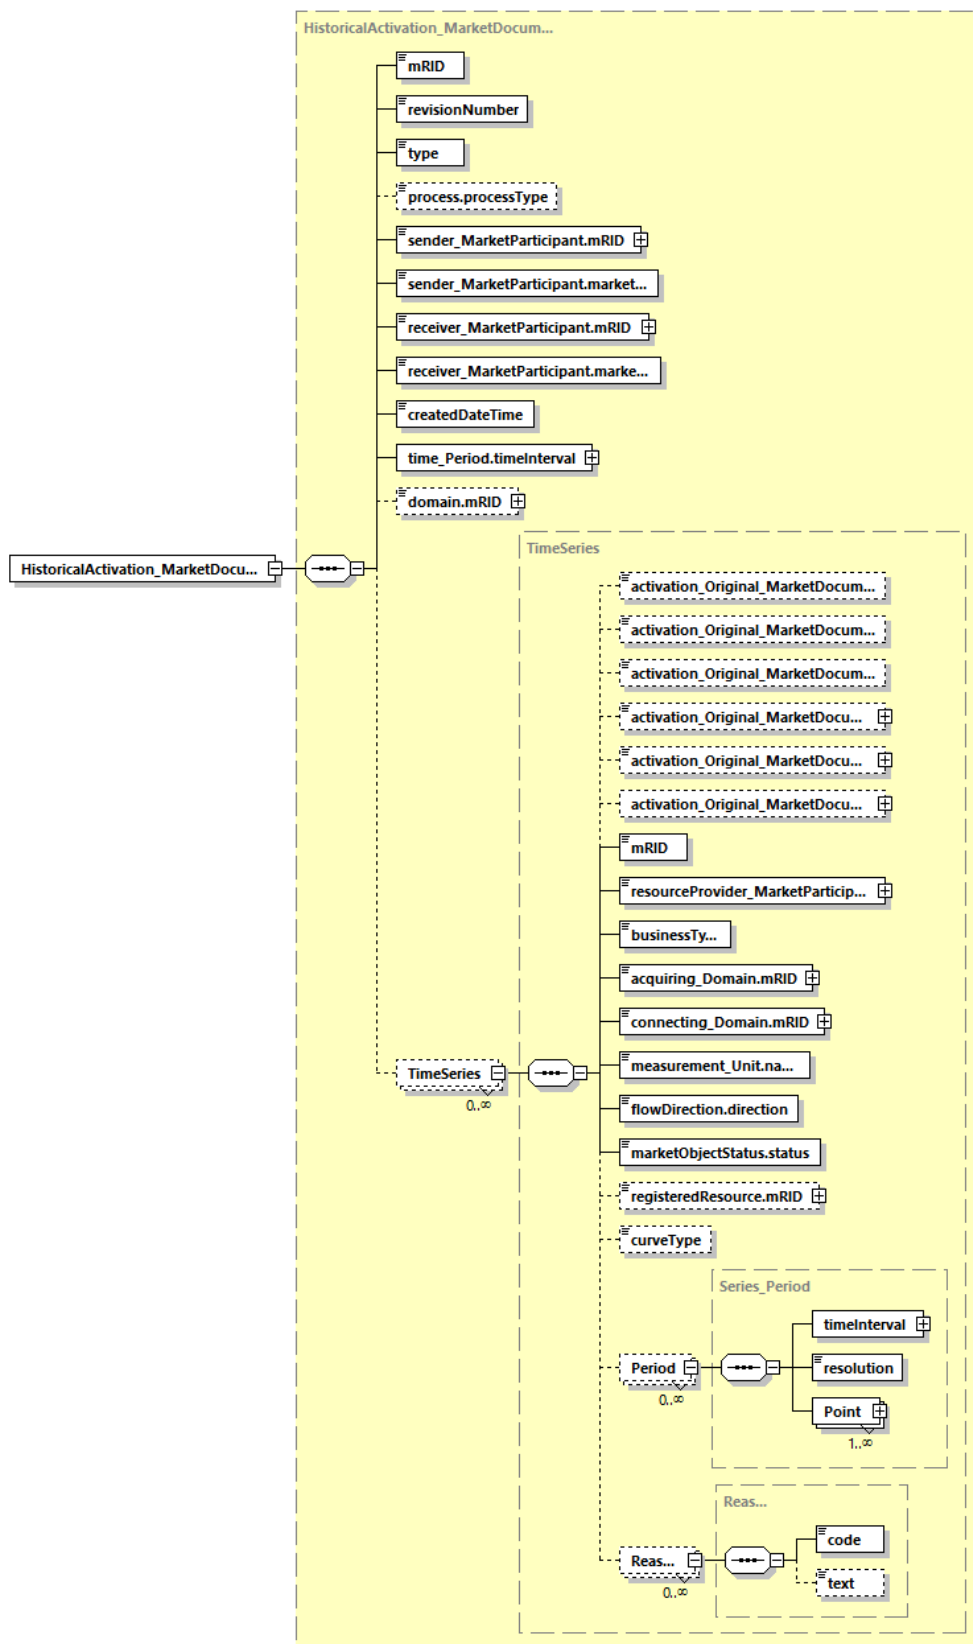 HistoricalActivation_MarketDocum...
mRID
revisionNumber
type
process.processType
sender_MarketParticipant.mRID
sender_MarketParticipant.market...
receiver_MarketParticipant.mRID
receiver_MarketParticipant.marke...
createdDateTime
time_Period.timeInterval
domain.mRID
HistoricalActivation_MarketDocu...
TimeSeries
activation_Original_MarketDocum...
activation_Original_MarketDocum...
activation_Original_MarketDocum...
activation_Original_MarketDocu...
activation_Original_MarketDocu...
activation_Original_MarketDocu...
mRID
resourceProvider_MarketParticip...
businessTy...
acquiring_Domain.mRID
connecting_Domain.mRID
measurement_Unit.na...
TimeSeries
0..∞
flowDirection.direction
marketObjectStatus.status
registeredResource.mRID
curveType
Series_Period
timeInterval
Period
0..∞
resolution
Point
1..∞
Reas...
code
Reas...
0..∞
text